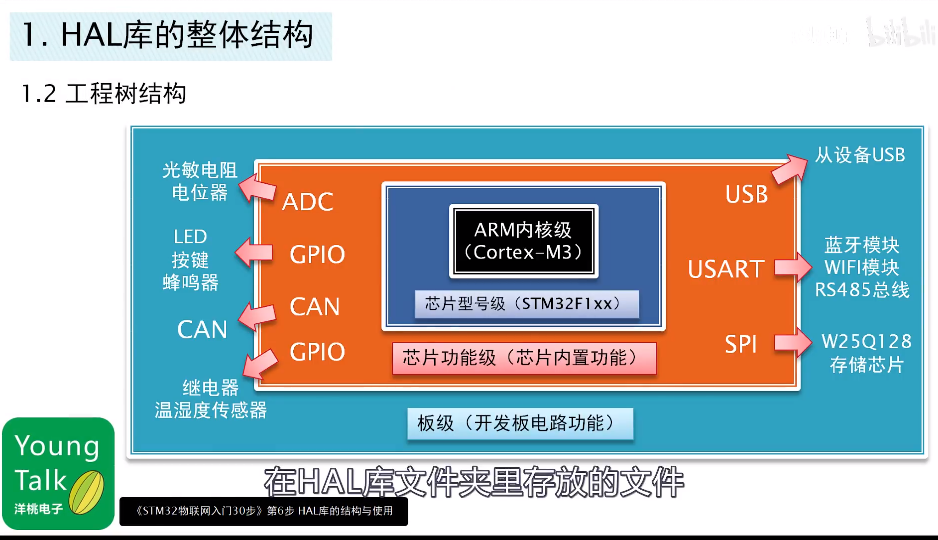 1. HAL库的整体结构
bilibili
1.2 工程树结构
光敏电阻
电位器
ADC
LED
按键
蜂鸣器
GPIO
CAN
CAN
GPIO
继电器
温湿度传感器
ARM内核级
（Cortex-M3）
芯片型号级（STM32F1xx）
芯片功能级（芯片内置功能）
板级（开发板电路功能）
USB
从设备USB
USART
蓝牙模块
WIFI模块
RS485总线
SPI
W25Q128
存储芯片
Young
Talk
洋桃电子
在HAL库文件夹里存放的文件
《STM32物联网入门30步》第6步 HAL库的结构与使用